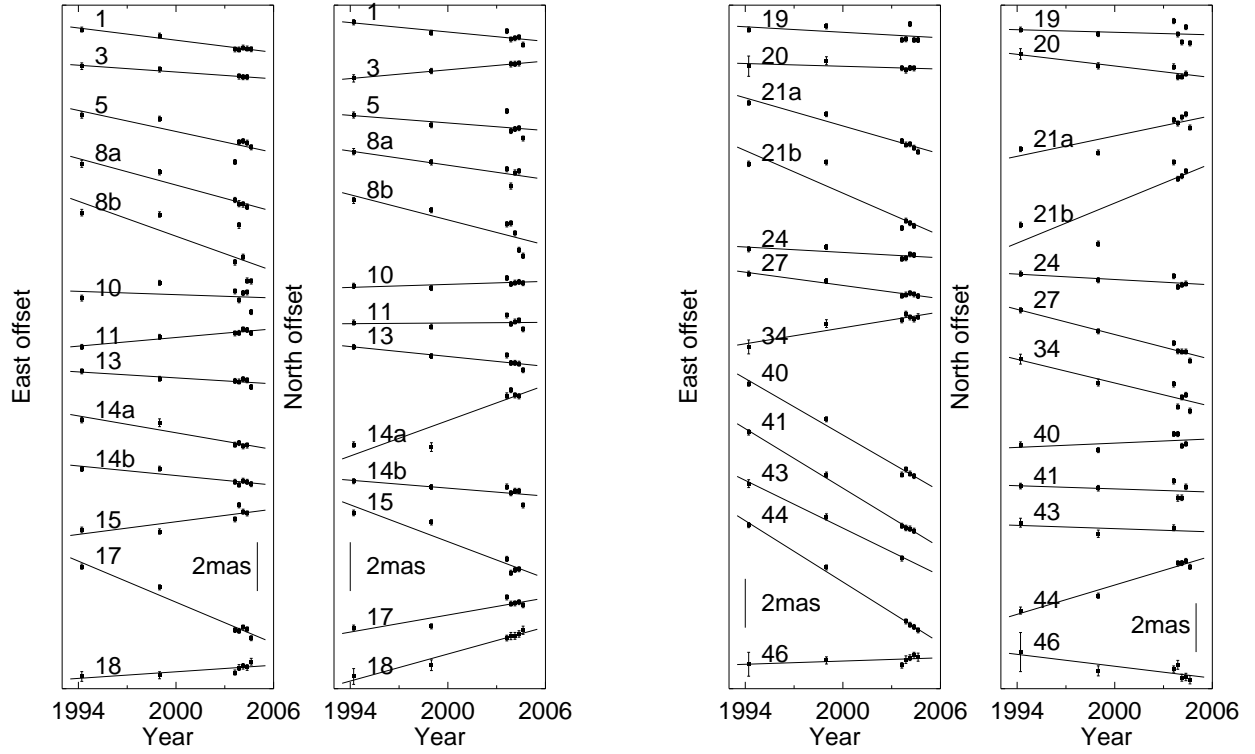 East offset
1
3
5
8a
8b
10
11
13
14a
14b
15
17
2mas
18
1994 2000 2006
Year
North offset
1
3
5
8a
8b
10
11
13
14a
14b
15
2mas
17
18
1994 2000 2006
Year
East offset
19
20
21a
21b
24
27
34
40
41
43
44
2mas
46
1994 2000 2006
Year
North offset
19
20
21a
21b
24
27
34
40
41
43
44
2mas
46
1994 2000 2006
Year